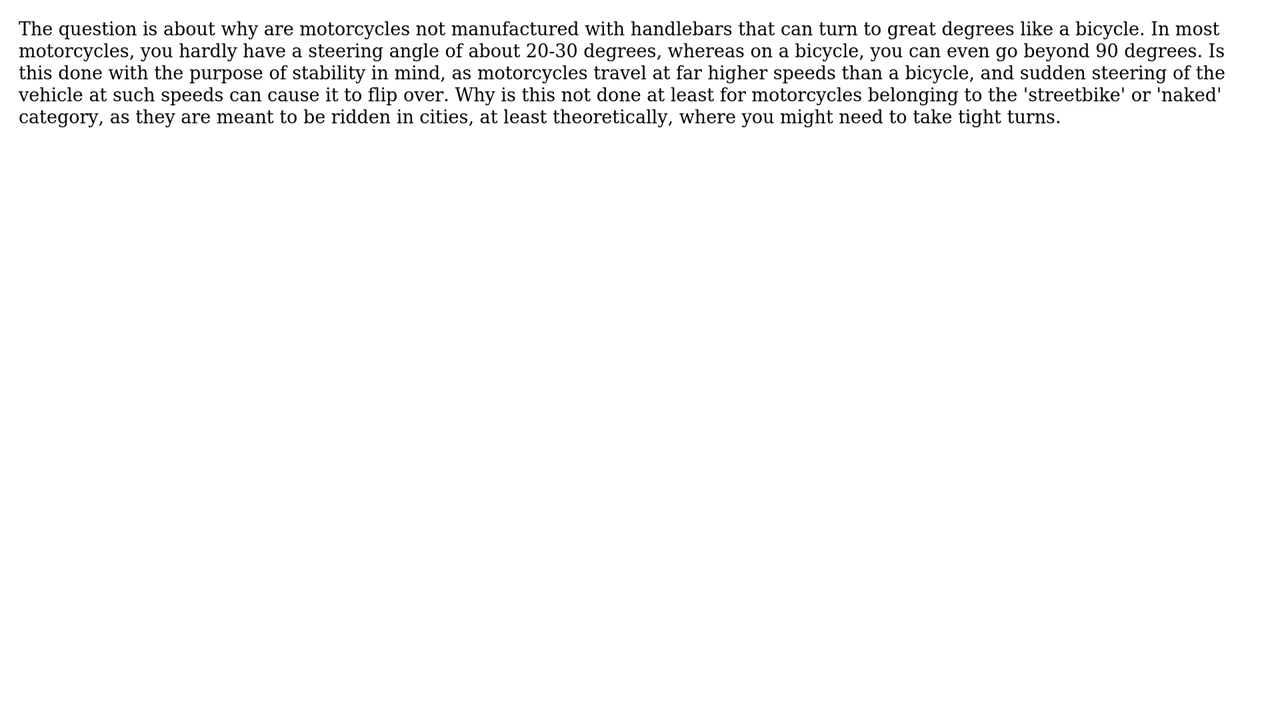 The question is about why are motorcycles not manufactured with handlebars that can turn to great degrees like a bicycle. In most
motorcycles, you hardly have a steering angle of about 20-30 degrees, whereas on a bicycle, you can even go beyond 90 degrees. Is
this done with the purpose of stability in mind, as motorcycles travel at far higher speeds than a bicycle, and sudden steering of the
vehicle at such speeds can cause it to flip over. Why is this not done at least for motorcycles belonging to the 'streetbike' or 'naked'
category, as they are meant to be ridden in cities, at least theoretically, where you might need to take tight turns.